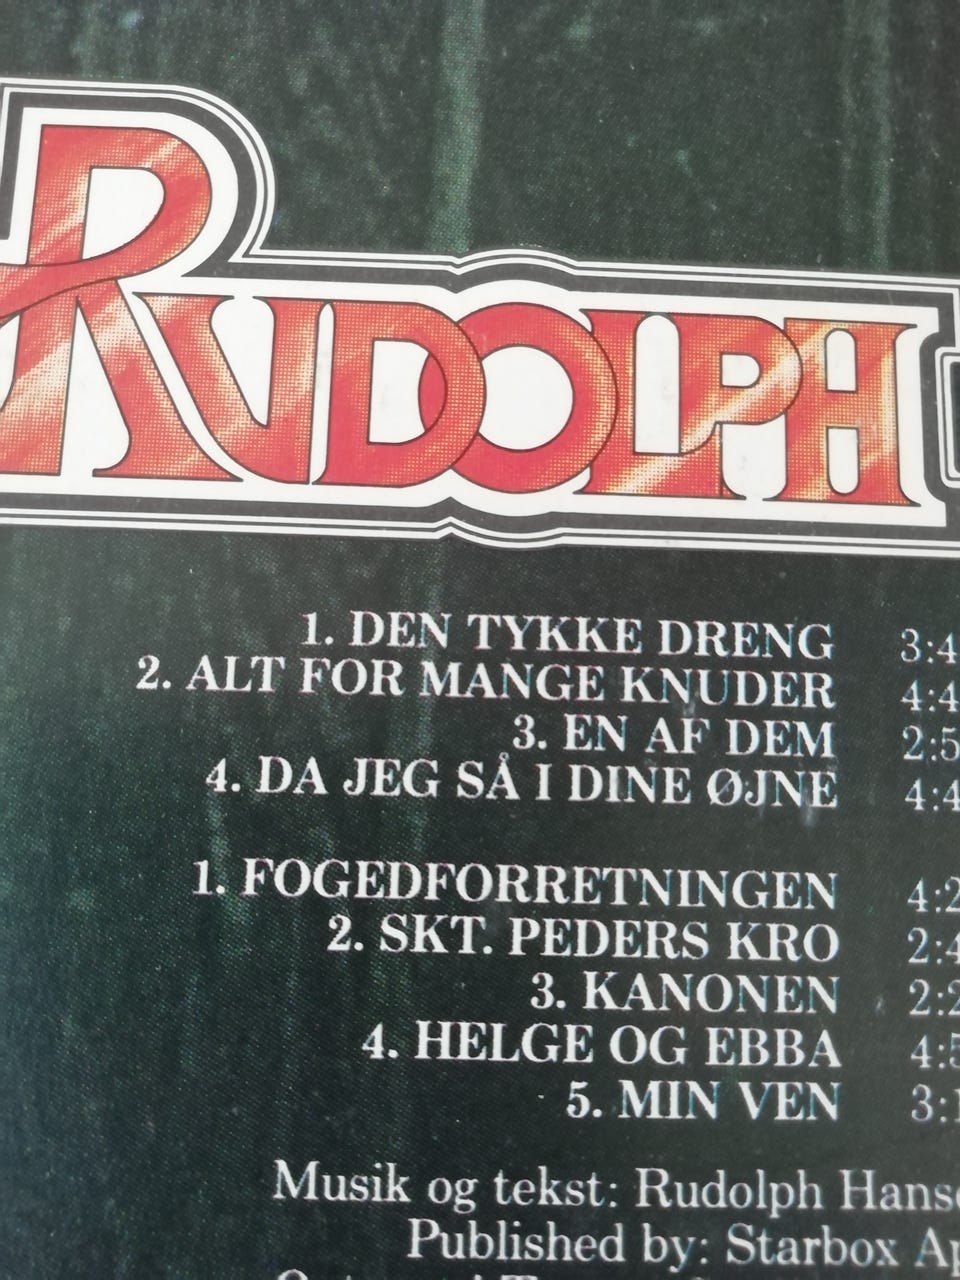 RUDOLPH
1. DEN TYKKE DRENG
2. ALT FOR MANGE KNUDER
3. EN AF DEM
4. DA JEG SÅ I DINE ØJNE
1. FOGEDFORRETNINGEN
2. SKT. PEDERS KRO
3. KANONEN
4. HELGE OG EBBA
5. MIN VEN
Musik og tekst: Rudolph
Published by: Starbox